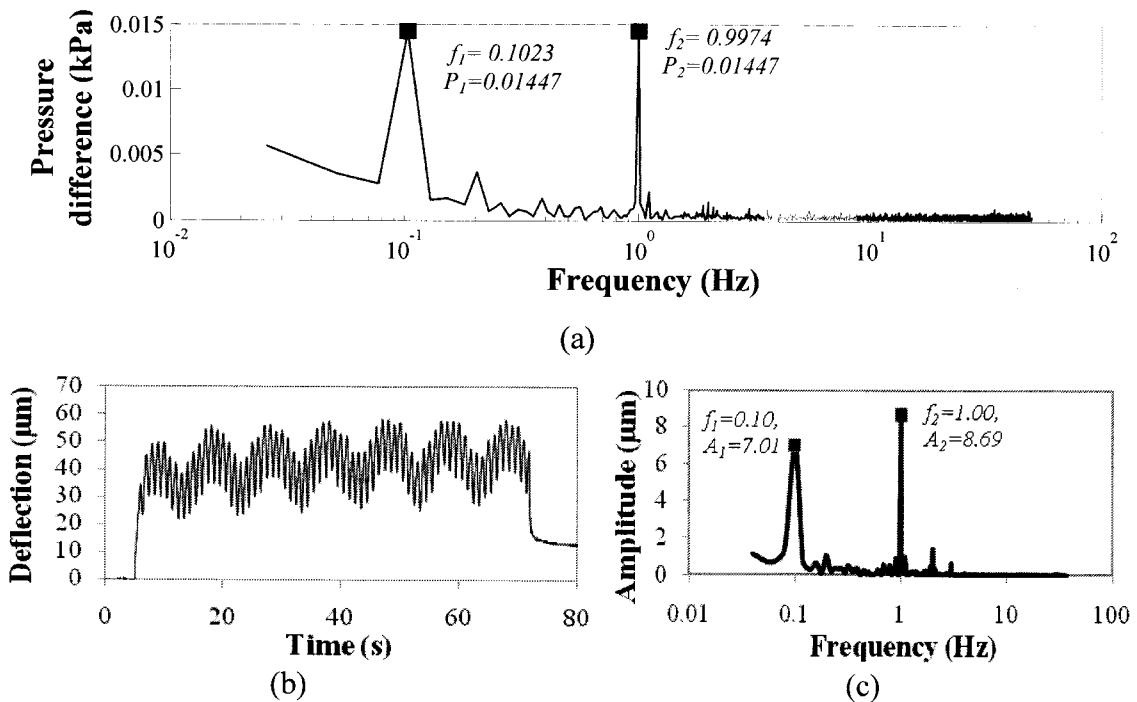 Pressure
difference (kPa)
0.015
0.01
0.005
0
f₁= 0.1023
P₁=0.01447
f₂= 0.9974
P₂=0.01447
10⁻² 10⁻¹ 10⁰ 10¹ 10²
Frequency (Hz)
(a)
Deflection (µm)
70
60
50
40
30
20
10
0
0 20 40 60 80
Time (s)
(b)
Amplitude (µm)
10
8
6
4
2
0
f₁=0.10,
A₁=7.01
f₂=1.00,
A₂=8.69
0.01 0.1 1 10 100
Frequency (Hz)
(c)